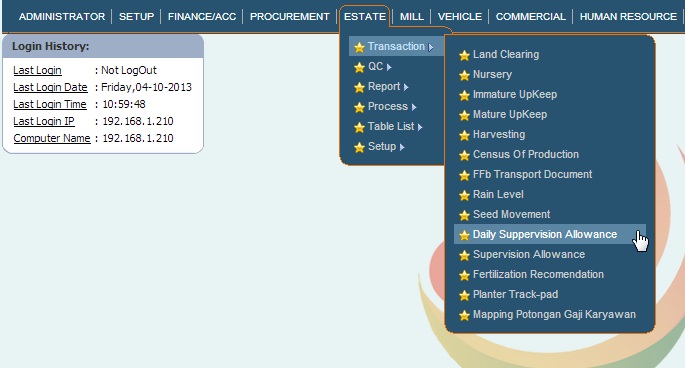 ADMINISTRATOR | SETUP | FINANCE/ACC | PROCUREMENT | ESTATE | MILL | VEHICLE | COMMERCIAL | HUMAN RESOURCE |
Login History:
Last Login : Not LogOut
Last Login Date : Friday,04-10-2013
Last Login Time : 10:59:48
Last Login IP : 192.168.1.210
Computer Name : 192.168.1.210
Transaction
QC
Report
Process
Table List
Setup
Land Clearing
Nursery
Immature UpKeep
Mature UpKeep
Harvesting
Census Of Production
FFb Transport Document
Rain Level
Seed Movement
Daily Suppervision Allowance
Supervision Allowance
Fertilization Recomendation
Planter Track-pad
Mapping Potongan Gaji Karyawan